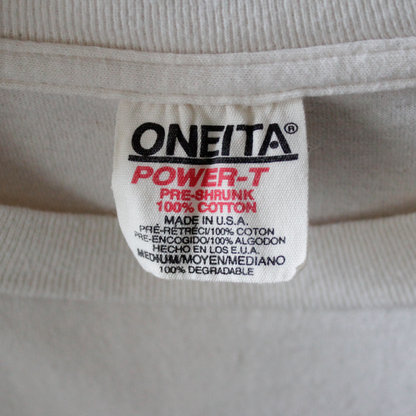 ONEITA®
POWER-T
PRE-SHRUNK
100% COTTON
MADE IN U.S.A.
PRÉ-RÉTRÉCI/100% COTON
PRE-ENCOGIDO/100% ALGODON
HECHO EN LOS E.U.A.
MEDIUM/MOYEN/MEDIANO
100% DEGRADABLE